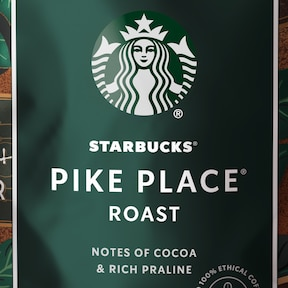 STARBUCKS®
PIKE PLACE®
ROAST
NOTES OF COCOA
& RICH PRALINE
100% ETHICAL